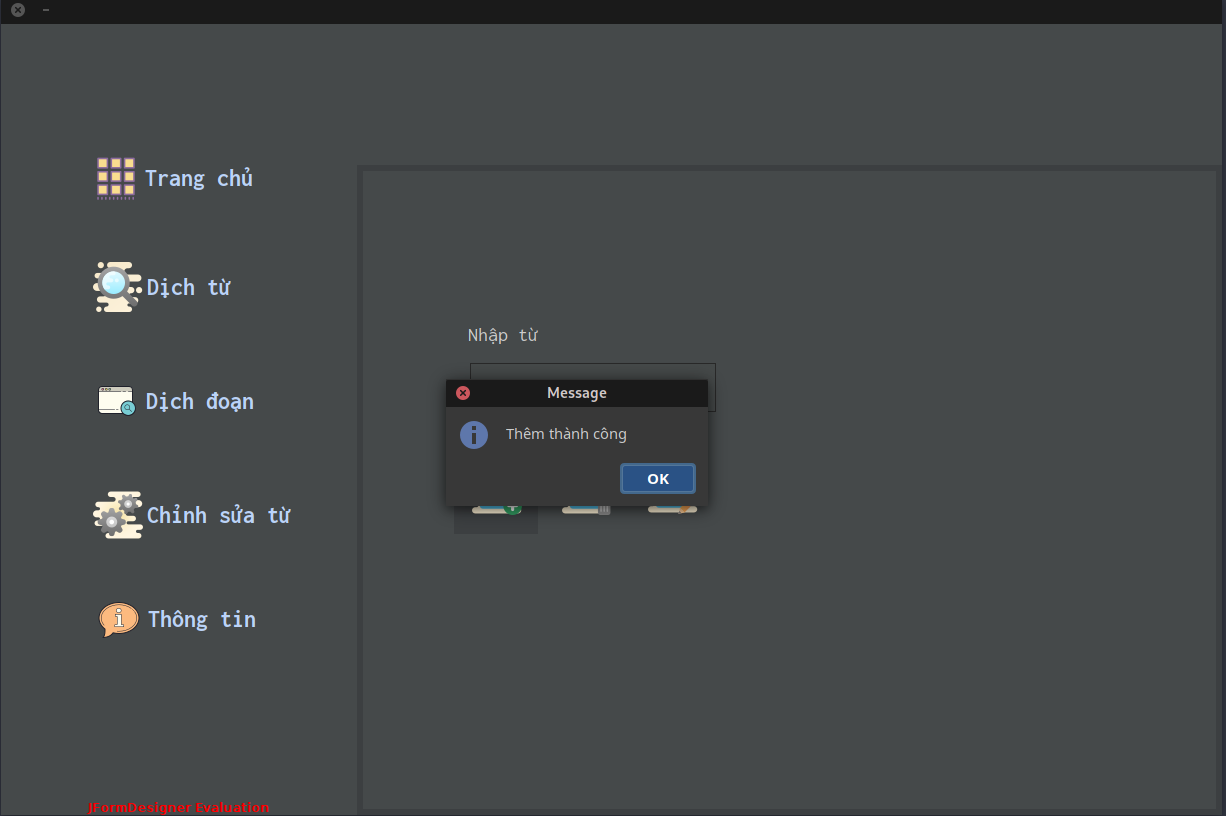 Trang chủ
Dịch từ
Nhập từ
Message
Thêm thành công
OK
Dịch đoạn
Chỉnh sửa từ
Thông tin
JFormDesigner Evaluation